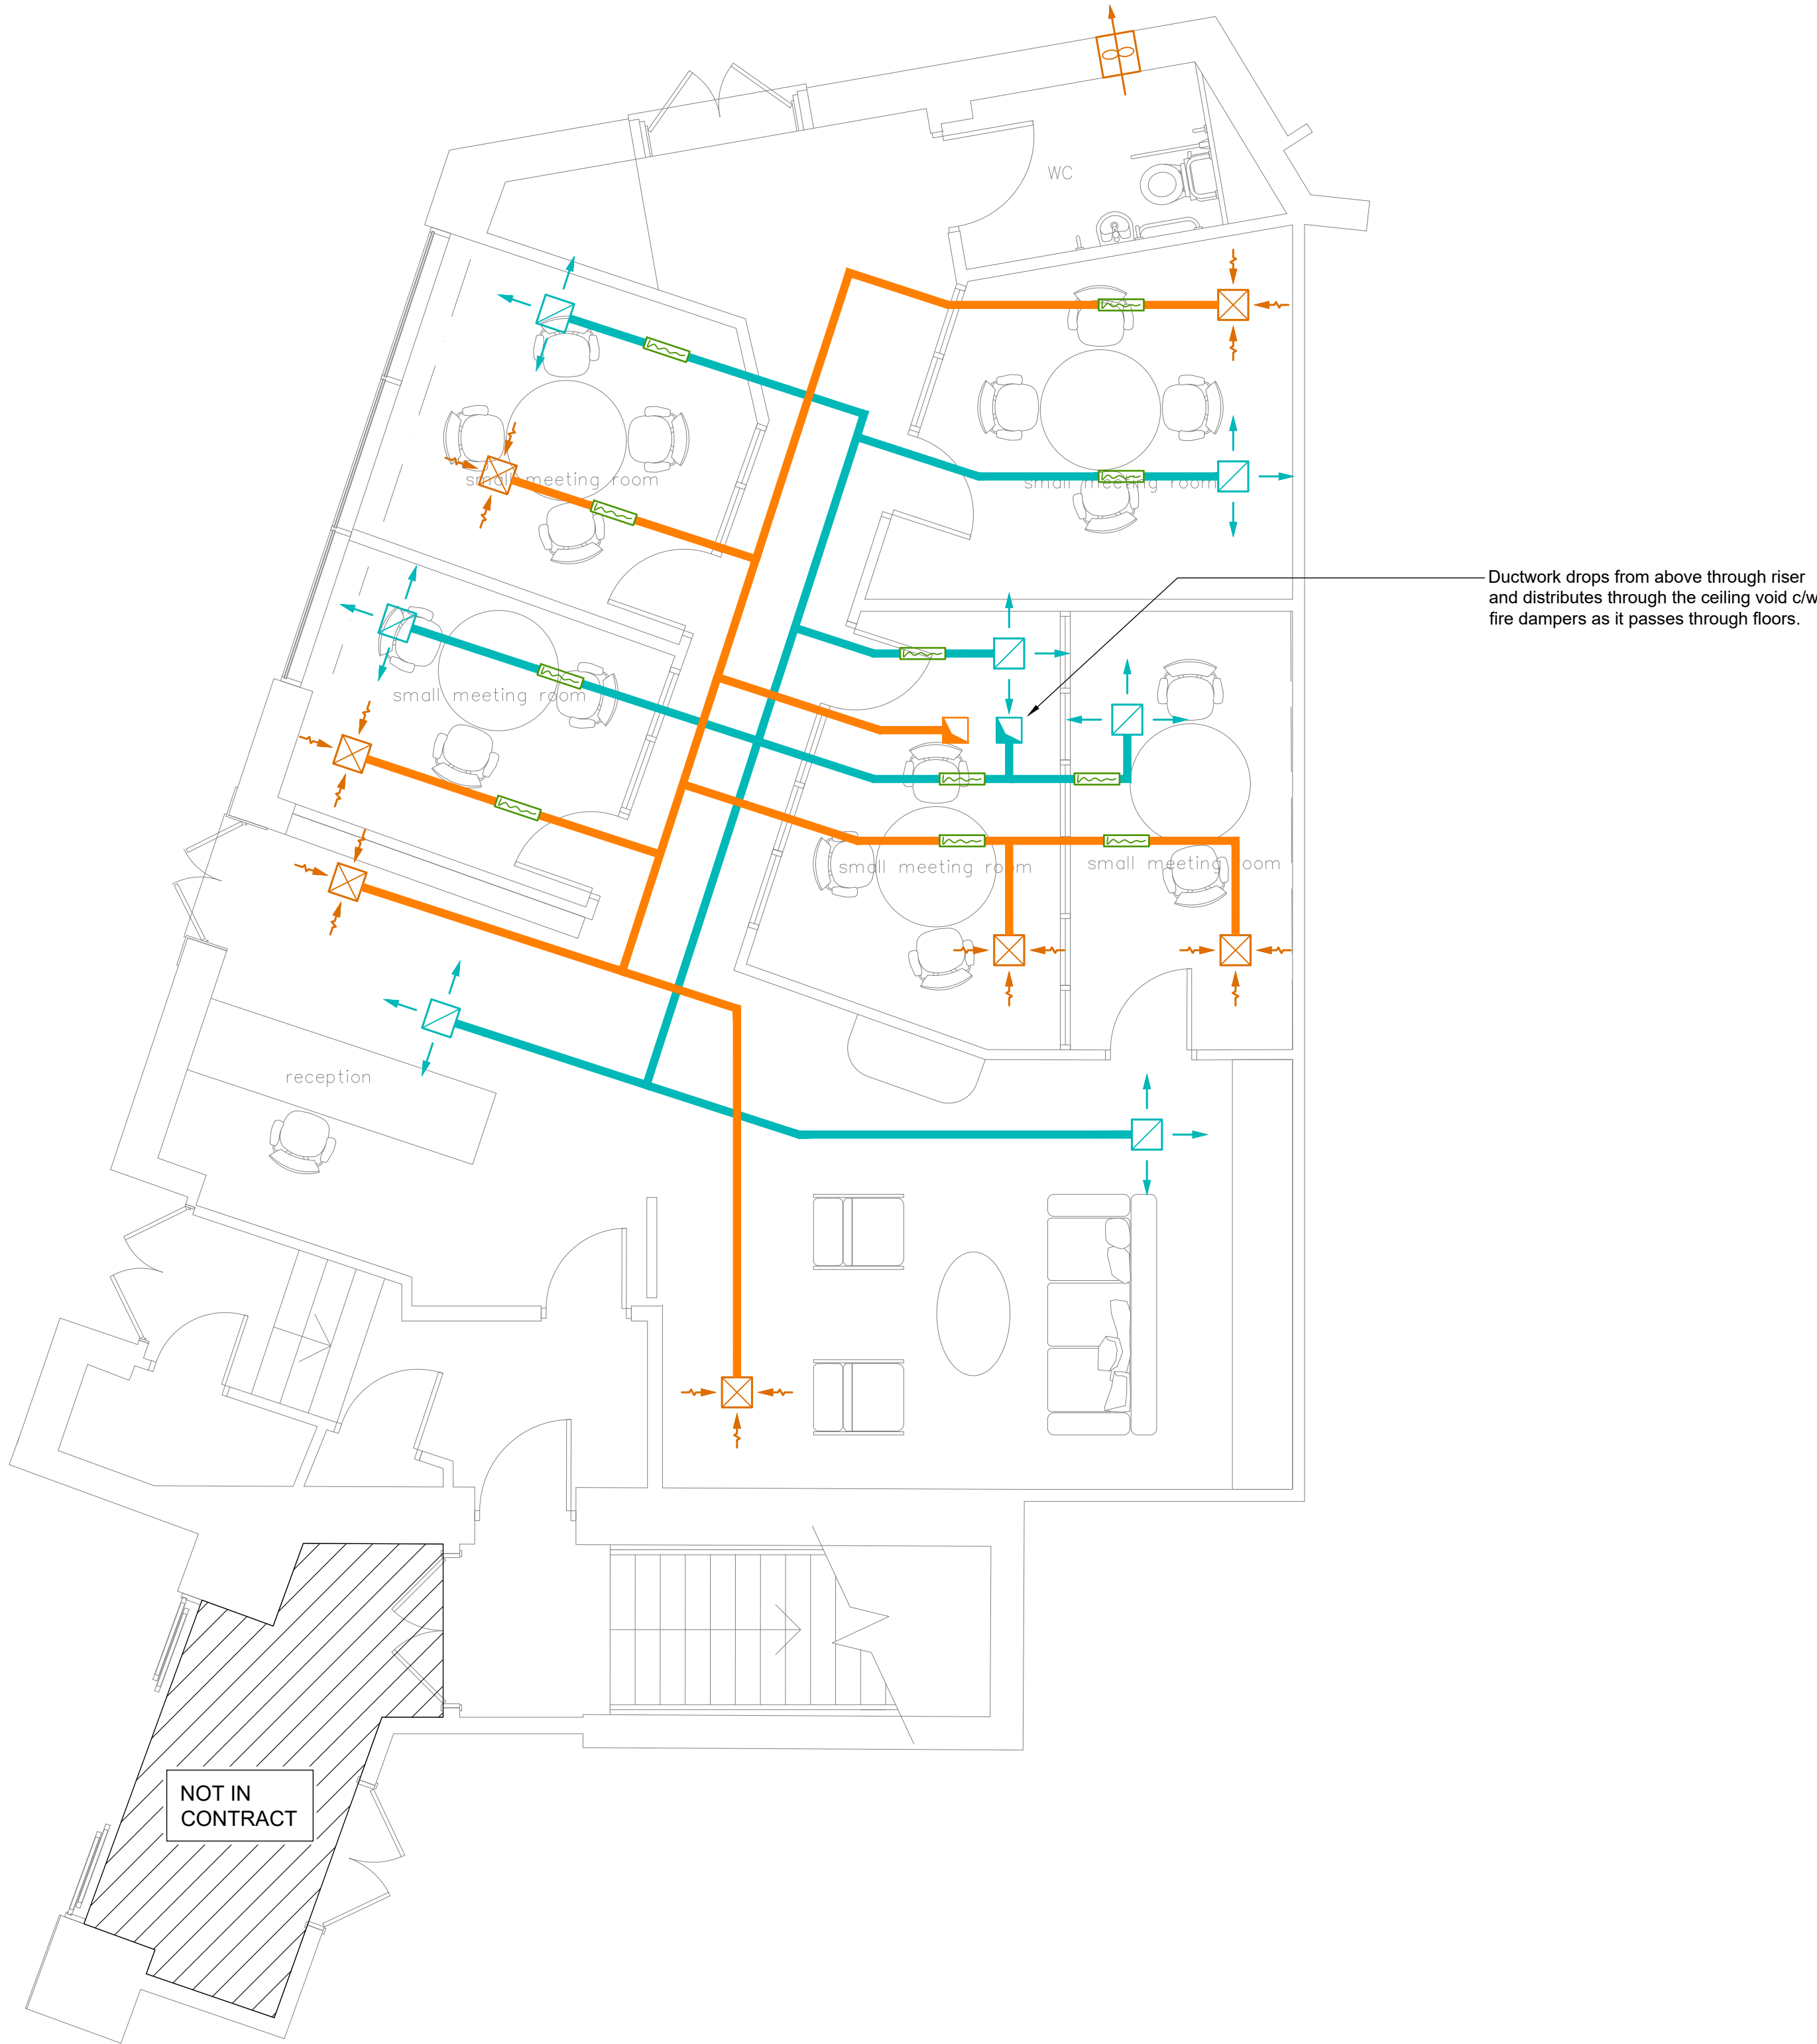 WC
small meeting room
small meeting room
Ductwork drops from above through riser
and distributes through the ceiling void c/w
fire dampers as it passes through floors.
small meeting room
small meeting room
small meeting room
reception
NOT IN
CONTRACT